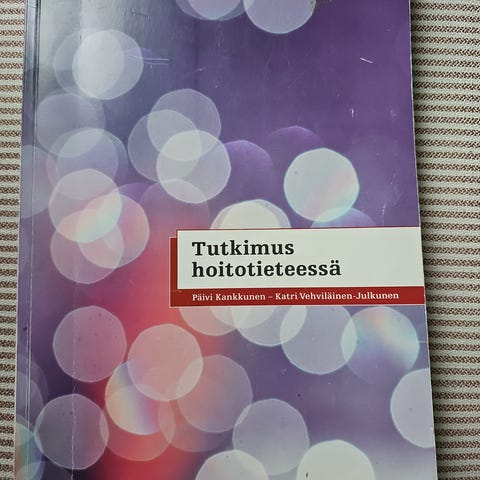 Tutkimus
hoitotieteessä
Päivi Kankkunen – Katri Vehviläinen-Julkunen